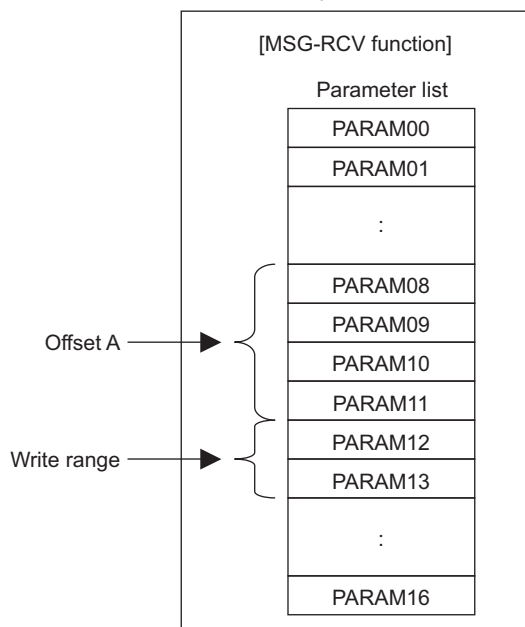 [MSG-RCV function]
Parameter list
PARAM00
PARAM01
:
PARAM08
PARAM09
Offset A
PARAM10
PARAM11
PARAM12
Write range
PARAM13
:
PARAM16